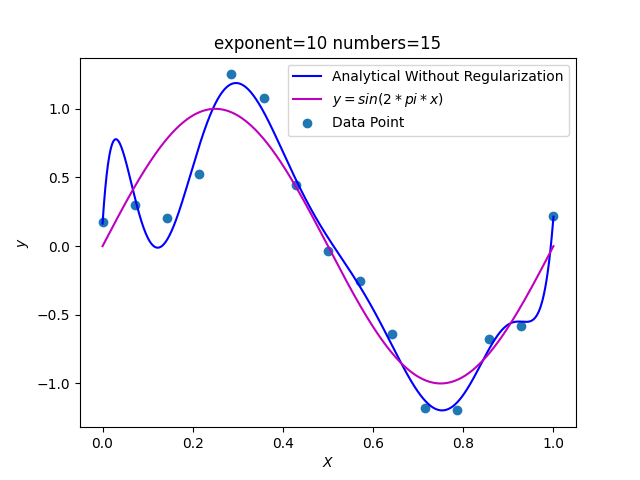 exponent=10 numbers=15
Analytical Without Regularization
y = sin(2 * pi * x)
Data Point
y
1.0
0.5
0.0
−0.5
−1.0
0.0 0.2 0.4 0.6 0.8 1.0
X